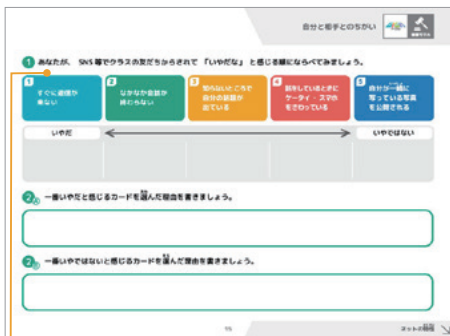 自分と相手とのちがい
1 あなたが、SNS等でクラスの友だちからされて「いやだな」と感じる順にならべてみましょう。
1
すぐに返信が
来ない
2
なかなか会話が
終わらない
3
知らないところで
自分の話題が
出ている
4
話をしているときに
ケータイ・スマホ
をさわっている
5
自分が一緒に
写っている写真
を公開される
いやだ
いやではない
2 一番いやだと感じるカードを選んだ理由を書きましょう。
2 一番いやではないと感じるカードを選んだ理由を書きましょう。